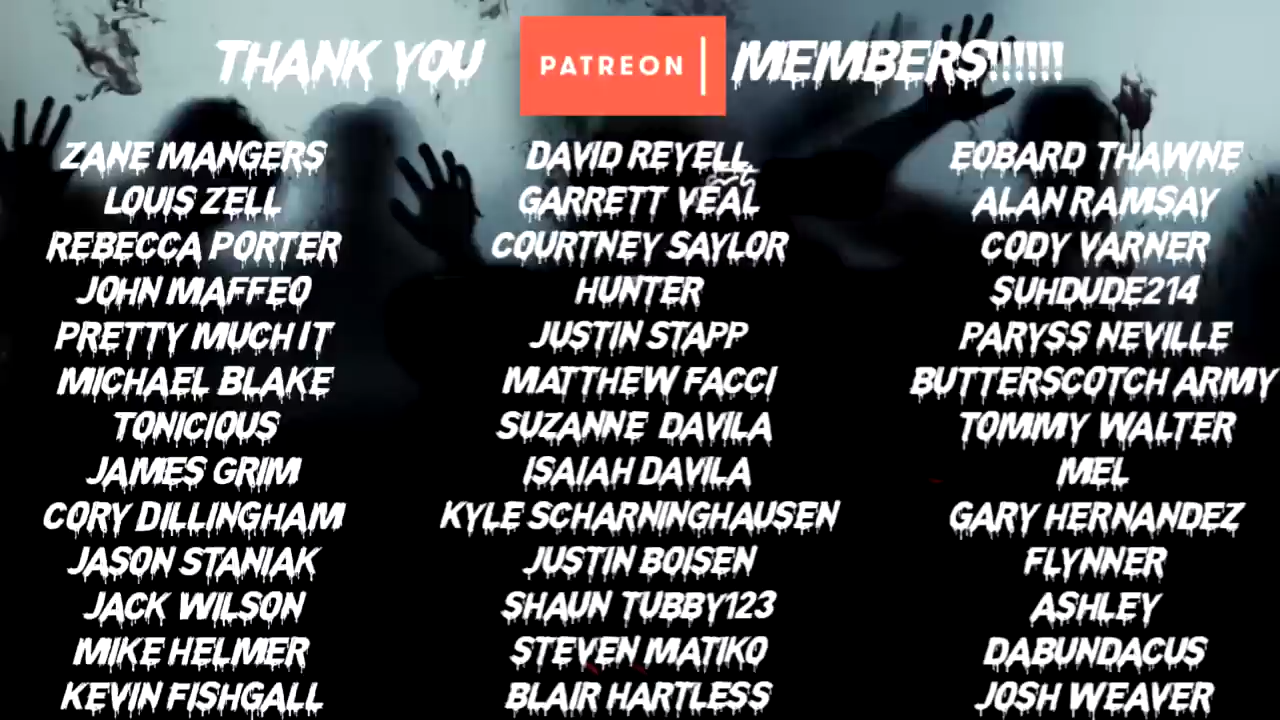 THANK YOU PATREON MEMBERS!!!!!!
ZANE MANGERS
LOUIS ZELL
REBECCA PORTER
JOHN MAFFEO
PRETTY MUCH IT
MICHAEL BLAKE
TONICIOUS
JAMES GRIM
CORY DILLINGHAM
JASON STANIAK
JACK WILSON
MIKE HELMER
KEVIN FISHGALL
DAVID REYELL
GARRETT VEAL
COURTNEY SAYLOR
HUNTER
JUSTIN STAPP
MATTHEW FACCI
SUZANNE DAVILA
ISAIAH DAVILA
KYLE SCHARNINGHAUSEN
JUSTIN BOISEN
SHAUN TUBBY123
STEVEN MATIKO
BLAIR HARTLESS
EOBARD THAWNE
ALAN RAMSAY
CODY VARNER
SUHDUDE214
PARYSS NEVILLE
BUTTERSCOTCH ARMY
TOMMY WALTER
MEL
GARY HERNANDEZ
FLYNNER
ASHLEY
DABUNDACUS
JOSH WEAVER